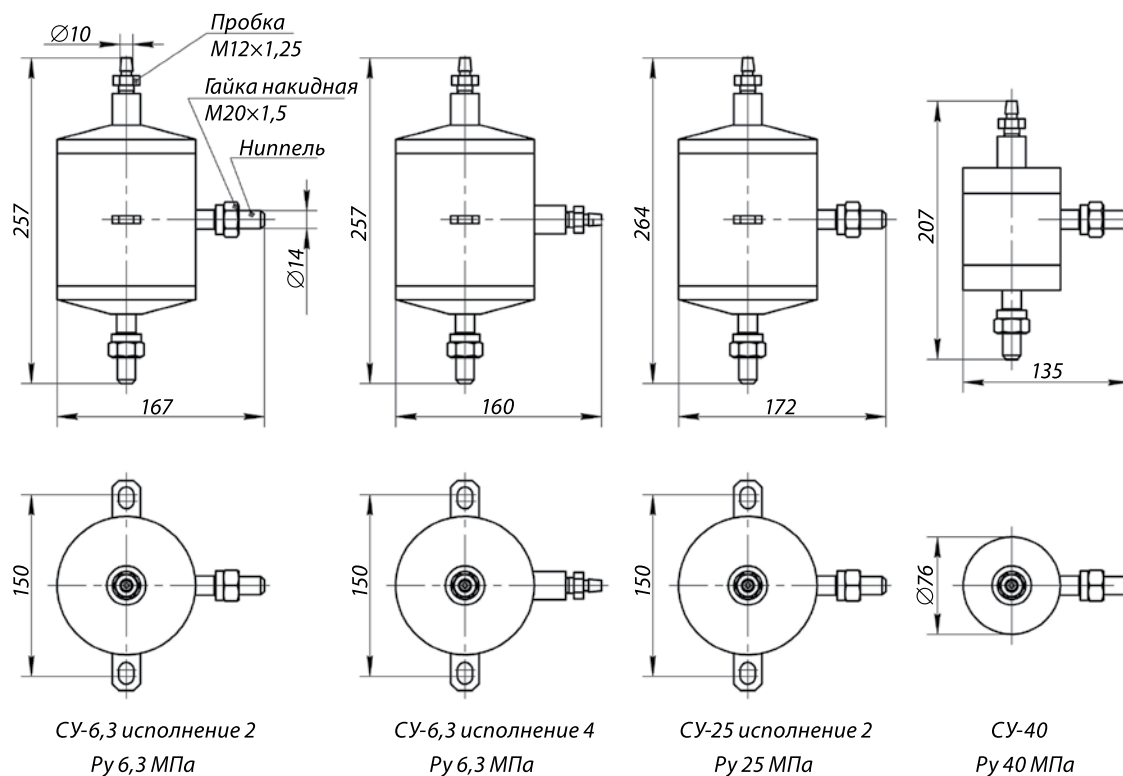 Пробка
∅10
М12×1,25
Гайка накидная
М20×1,5
Ниппель
257
∅14
167
257
160
264
172
207
135
150
150
150
∅76
СУ-6,3 исполнение 2
Ру 6,3 МПа
СУ-6,3 исполнение 4
Ру 6,3 МПа
СУ-25 исполнение 2
Ру 25 МПа
СУ-40
Ру 40 МПа